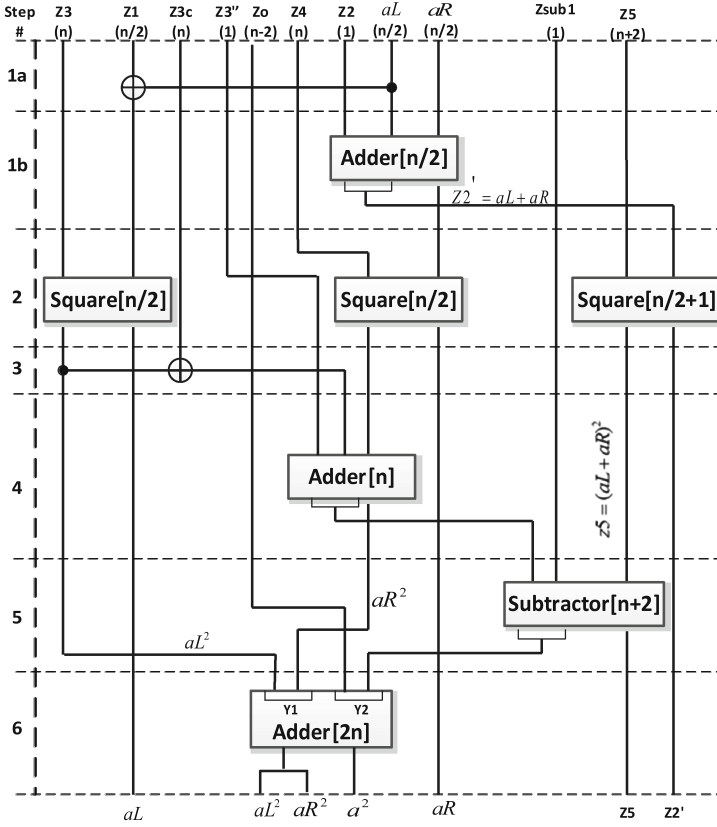 Step Z3 Z1 Z3c Z3'' Zo Z4 Z2 aL aR Zsub1 Z5
# (n) (n/2) (n) (1) (n-2) (n) (1) (n/2) (n/2) (1) (n+2)
1a
Adder[n/2]
1b
Z2' = aL+aR
2 Square[n/2] Square[n/2] Square[n/2+1]
3
z5 = (aL + aR)²
4 Adder[n]
aR²
5 Subtractor[n+2]
aL²
Y1 Y2
6 Adder[2n]
aL aL² aR² a² aR Z5 Z2'